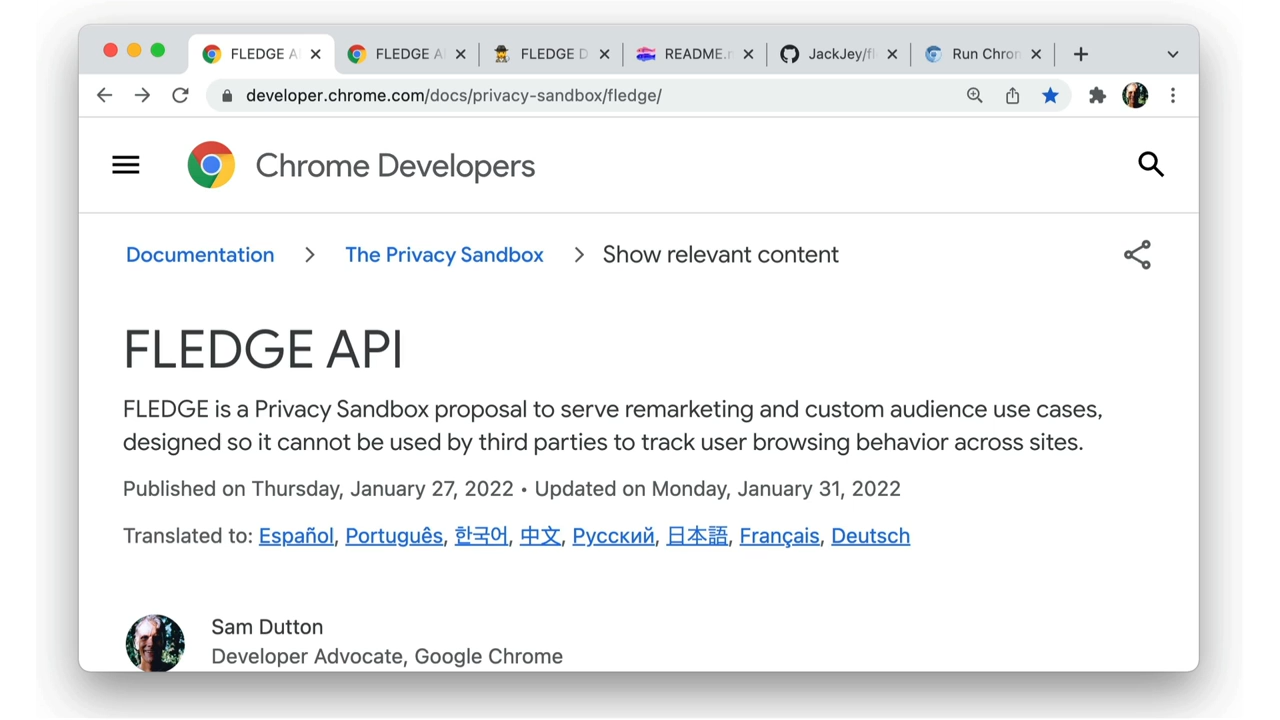 FLEDGE A
FLEDGE A
FLEDGE D
README.
JackJey/fl
Run Chron
developer.chrome.com/docs/privacy-sandbox/fledge/
Chrome Developers
Documentation > The Privacy Sandbox > Show relevant content
FLEDGE API
FLEDGE is a Privacy Sandbox proposal to serve remarketing and custom audience use cases,
designed so it cannot be used by third parties to track user browsing behavior across sites.
Published on Thursday, January 27, 2022 • Updated on Monday, January 31, 2022
Translated to: Español, Português, 한국어, 中文, Русский, 日本語, Français, Deutsch
Sam Dutton
Developer Advocate, Google Chrome